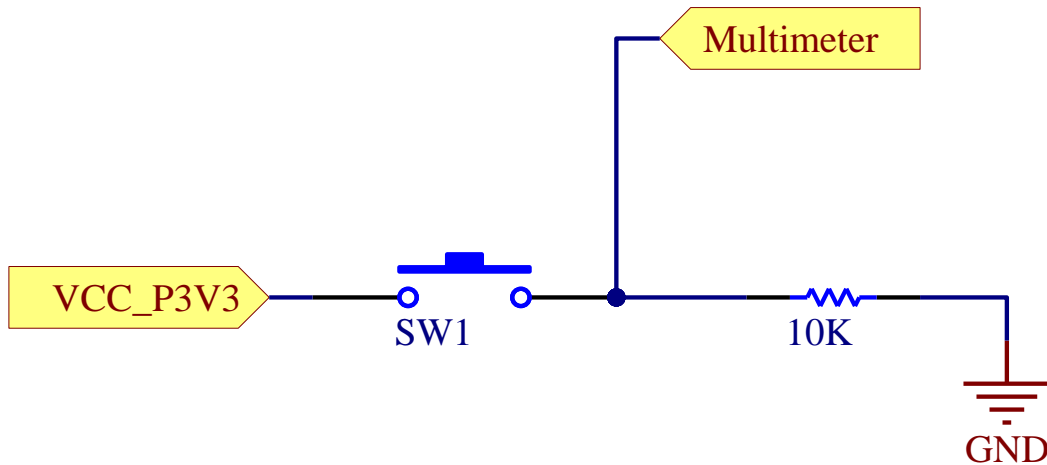 Multimeter
VCC_P3V3
SW1
10K
GND